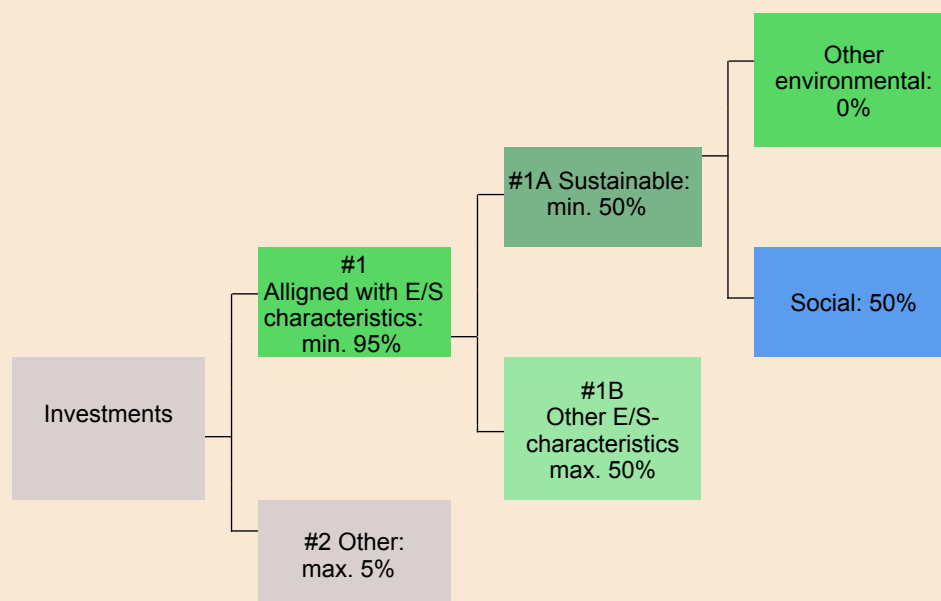 Investments
#1
Alligned with E/S
characteristics:
min. 95%
#2 Other:
max. 5%
#1A Sustainable:
min. 50%
#1B
Other E/S-
characteristics
max. 50%
Other
environmental:
0%
Social: 50%